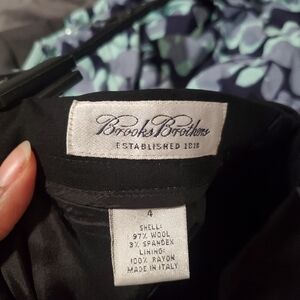 Brooks Brothers
ESTABLISHED 1818
4
SHELL:
97% WOOL
3% SPANDEX
LINING:
100% RAYON
MADE IN ITALY